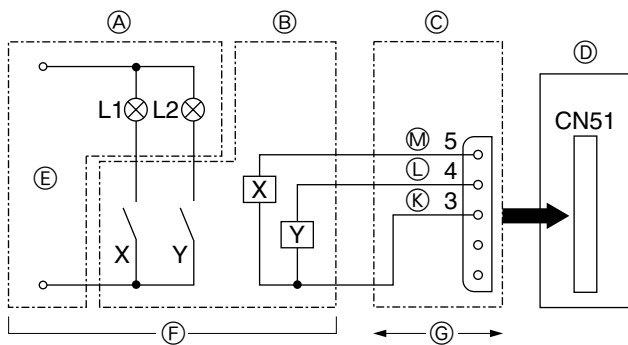 Ⓐ Ⓑ Ⓒ Ⓓ
CN51
L1 L2
Ⓜ 5
Ⓛ 4
Ⓔ X Ⓚ 3
Y
X Y
Ⓕ Ⓖ